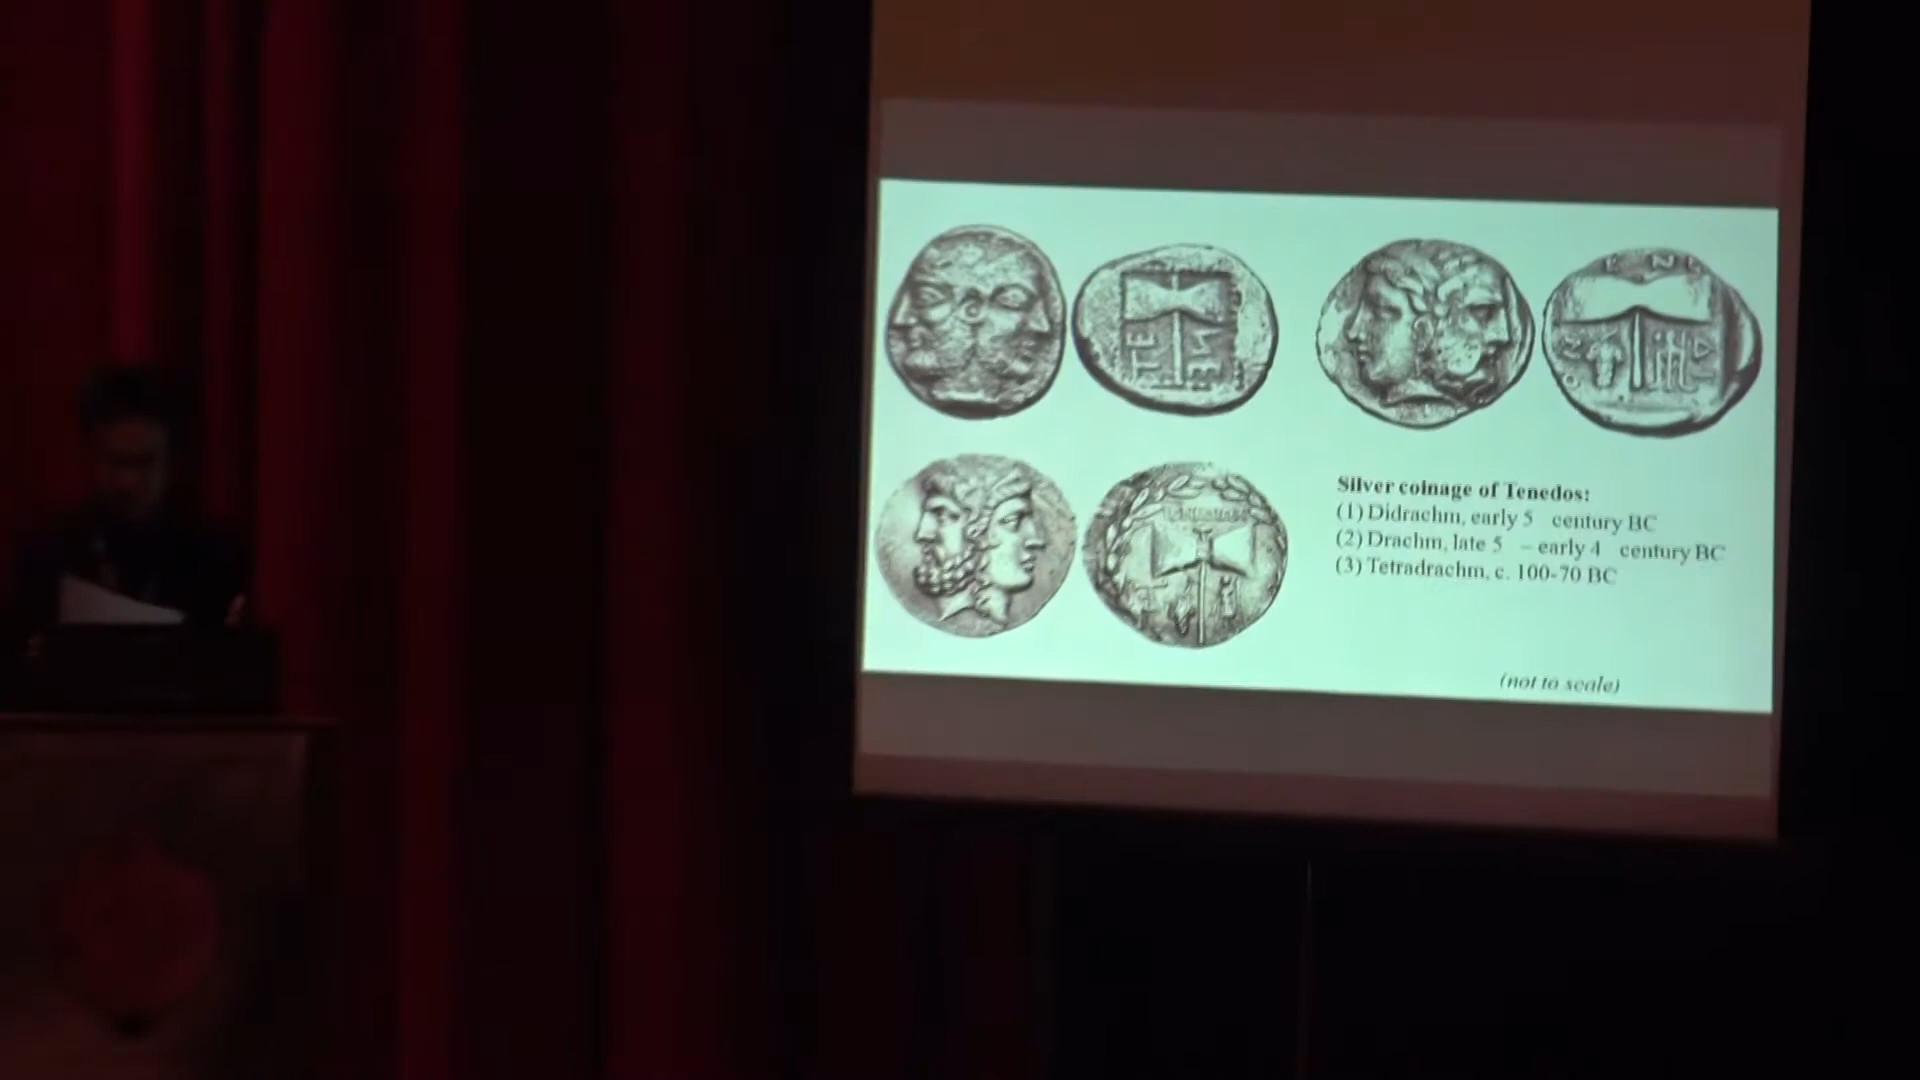 Silver coinage of Tenedos:
(1) Didrachm, early 5 century BC
(2) Drachm, late 5 – early 4 century BC
(3) Tetradrachm, c. 100-70 BC
(not to scale)